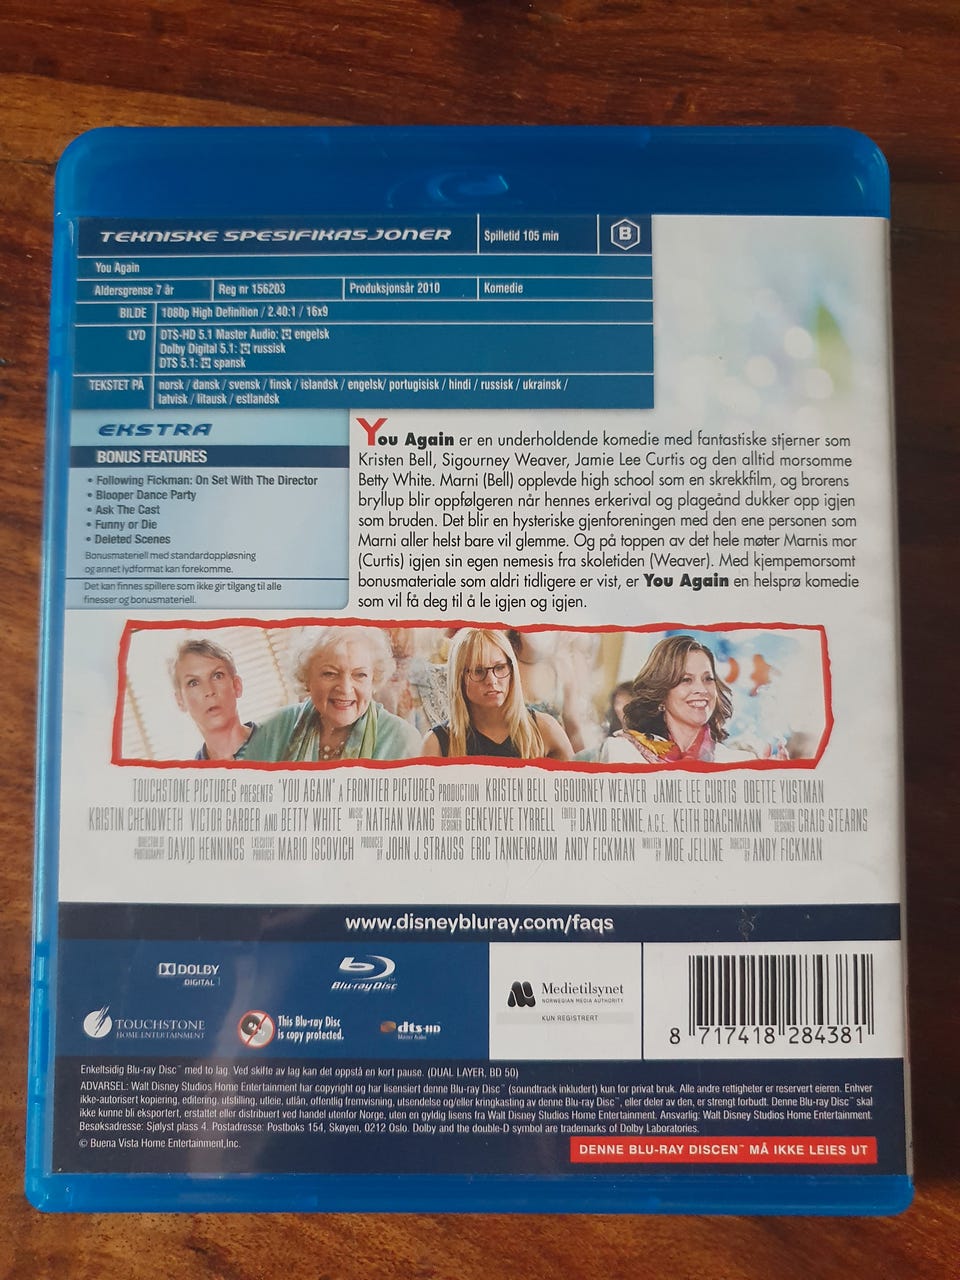 TEKNISKE SPESIFIKASJONER
Spilletid 105 min
B
You Again
Aldersgrense 7 år
Reg nr 156203
Produksjonsår 2010
Komedie
BILDE 1080p High Definition / 2.40:1 / 16x9
LYD DTS-HD 5.1 Master Audio: engelsk
Dolby Digital 5.1: russisk
DTS 5.1: spansk
TEKSTET PÅ norsk / dansk / svensk / finsk / islandsk / engelsk/ portugisisk / hindi / russisk / ukrainsk /
latvisk / litausk / estlandsk
EKSTRA
BONUS FEATURES
• Following Fickman: On Set With The Director
• Blooper Dance Party
• Ask The Cast
• Funny or Die
• Deleted Scenes
Bonusmateriell med standardoppløsning
og annet lydformat kan forekomme.
Det kan finnes spillere som ikke gir tilgang til alle
finesser og bonusmateriell.
You Again er en underholdende komedie med fantastiske stjerner som
Kristen Bell, Sigourney Weaver, Jamie Lee Curtis og den alltid morsomme
Betty White. Marni (Bell) opplevde high school som en skrekkfilm, og brorens
bryllup blir oppfølgeren når hennes erkerival og plageånd dukker opp igjen
som bruden. Det blir en hysterisk gjenforeningen med den ene personen som
Marni aller helst bare vil glemme. Og på toppen av det hele møter Marnis mor
(Curtis) igjen sin egen nemesis fra skoletiden (Weaver). Med kjempemorsomt
bonusmateriale som aldri tidligere er vist, er You Again en helsprø komedie
som vil få deg til å le igjen og igjen.
TOUCHSTONE PICTURES PRESENTS "YOU AGAIN" A FRONTIER PICTURES PRODUCTION KRISTEN BELL SIGOURNEY WEAVER JAMIE LEE CURTIS ODETTE YUSTMAN
KRISTIN CHENOWETH VICTOR GARBER AND BETTY WHITE MUSIC BY NATHAN WANG COSTUME DESIGNER GENEVIEVE TYRRELL EDITED BY DAVID RENNIE, A.C.E. KEITH BRACHMANN PRODUCTION DESIGNER CRAIG STEARNS
DIRECTOR OF PHOTOGRAPHY DAVID HENNINGS EXECUTIVE PRODUCER MARIO ISCOVICH PRODUCED BY JOHN J. STRAUSS ERIC TANNENBAUM ANDY FICKMAN WRITTEN BY MOE JELLINE DIRECTED BY ANDY FICKMAN
www.disneybluray.com/faqs
DOLBY
DIGITAL
Blu-ray Disc
TOUCHSTONE
HOME ENTERTAINMENT
This Blu-ray Disc
is copy protected.
dts-HD
Master Audio
Medietilsynet
NORWEGIAN MEDIA AUTHORITY
KUN REGISTRERT
8 717418 284381
Enkeltsidig Blu-ray Disc™ med to lag. Ved skifte av lag kan det oppstå en kort pause. (DUAL LAYER, BD 50)
ADVARSEL: Walt Disney Studios Home Entertainment har copyright og har lisensiert denne Blu-ray Disc™ (soundtrack inkludert) kun for privat bruk. Alle andre rettigheter er reservert eieren. Enhver
ikke-autorisert kopiering, editering, utstilling, utleie, utlån, offentlig fremvisning, utsendelse og/eller kringkasting av denne Blu-ray Disc™, eller deler av den, er strengt forbudt. Denne Blu-ray Disc™ skal
ikke kunne bli eksportert, erstattet eller distribuert ved handel utenfor Norge, uten en gyldig lisens fra Walt Disney Studios Home Entertainment. Ansvarlig: Walt Disney Studios Home Entertainment.
Besøksadresse: Sjølyst plass 4. Postadresse: Postboks 154, Skøyen, 0212 Oslo. Dolby and the double-D symbol are trademarks of Dolby Laboratories.
© Buena Vista Home Entertainment,Inc.
DENNE BLU-RAY DISCEN™ MÅ IKKE LEIES UT